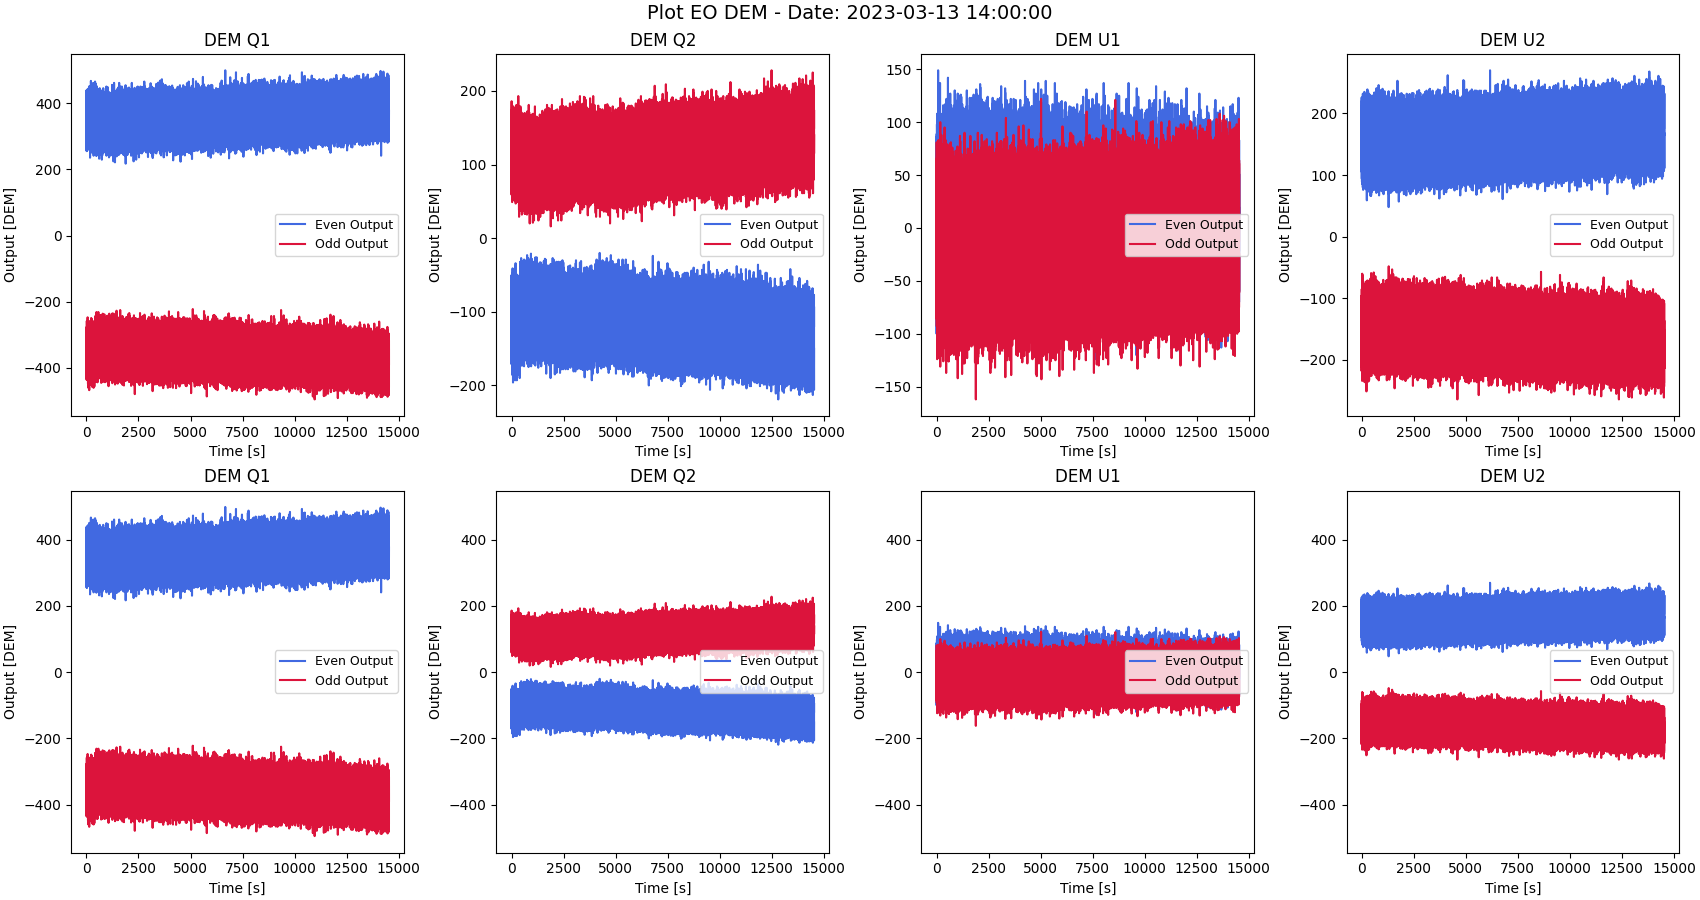 Plot EO DEM - Date: 2023-03-13 14:00:00
DEM Q1
Output [DEM]
400
200
0
−200
−400
0 2500 5000 7500 10000 12500 15000
Time [s]
Even Output
Odd Output
DEM Q2
Output [DEM]
200
100
0
−100
−200
0 2500 5000 7500 10000 12500 15000
Time [s]
Even Output
Odd Output
DEM U1
Output [DEM]
150
100
50
0
−50
−100
−150
0 2500 5000 7500 10000 12500 15000
Time [s]
Even Output
Odd Output
DEM U2
Output [DEM]
200
100
0
−100
−200
0 2500 5000 7500 10000 12500 15000
Time [s]
Even Output
Odd Output
DEM Q1
Output [DEM]
400
200
0
−200
−400
0 2500 5000 7500 10000 12500 15000
Time [s]
Even Output
Odd Output
DEM Q2
Output [DEM]
400
200
0
−200
−400
0 2500 5000 7500 10000 12500 15000
Time [s]
Even Output
Odd Output
DEM U1
Output [DEM]
400
200
0
−200
−400
0 2500 5000 7500 10000 12500 15000
Time [s]
Even Output
Odd Output
DEM U2
Output [DEM]
400
200
0
−200
−400
0 2500 5000 7500 10000 12500 15000
Time [s]
Even Output
Odd Output